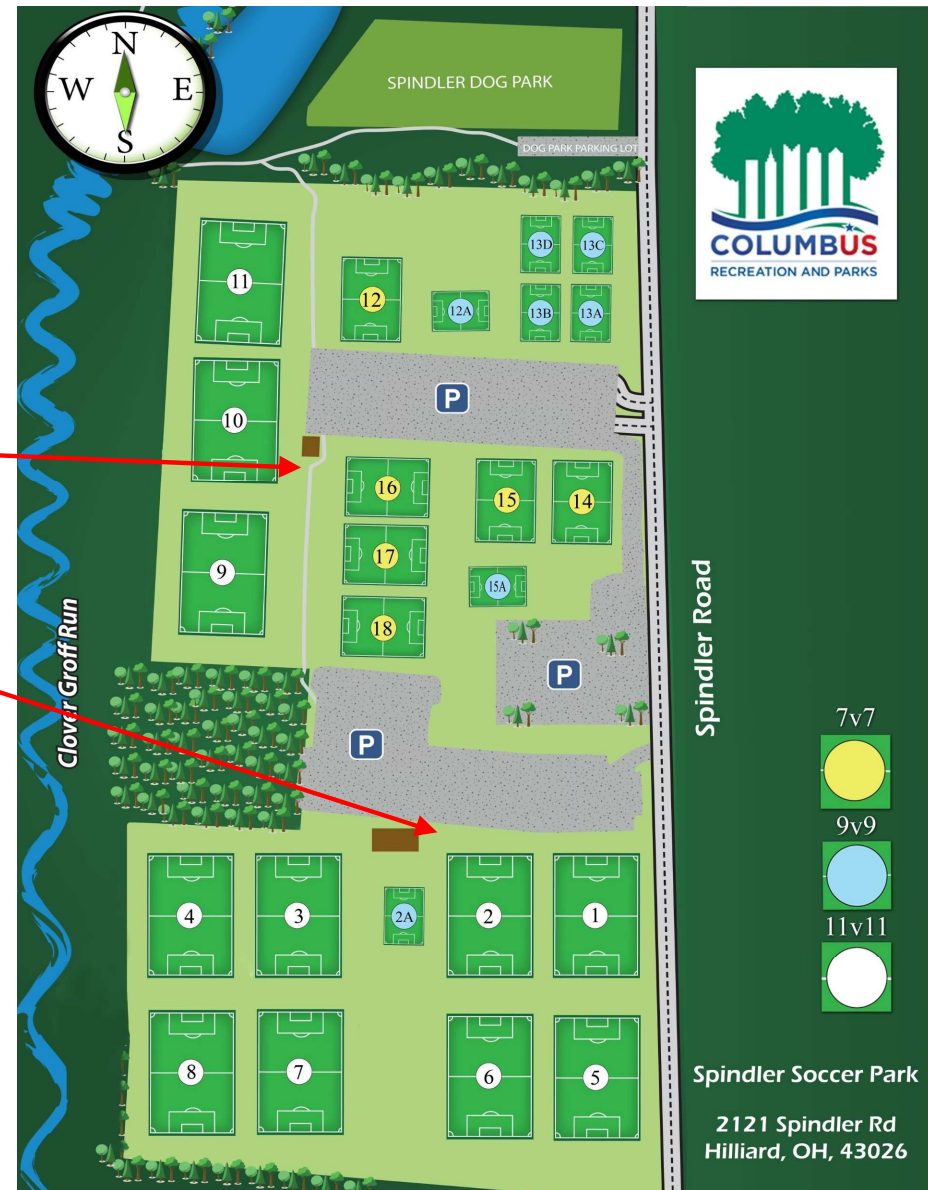 N
W E
S
SPINDLER DOG PARK
DOG PARK PARKING LOT
COLUMBUS
RECREATION AND PARKS
13D 13C
11
12
12A
13B 13A
P
10
16
15
14
17
9
15A
18
P
P
Clover Groff Run
Spindler Road
7v7
9v9
11v11
4
3
2A
2
1
8
7
6
5
Spindler Soccer Park
2121 Spindler Rd
Hilliard, OH, 43026